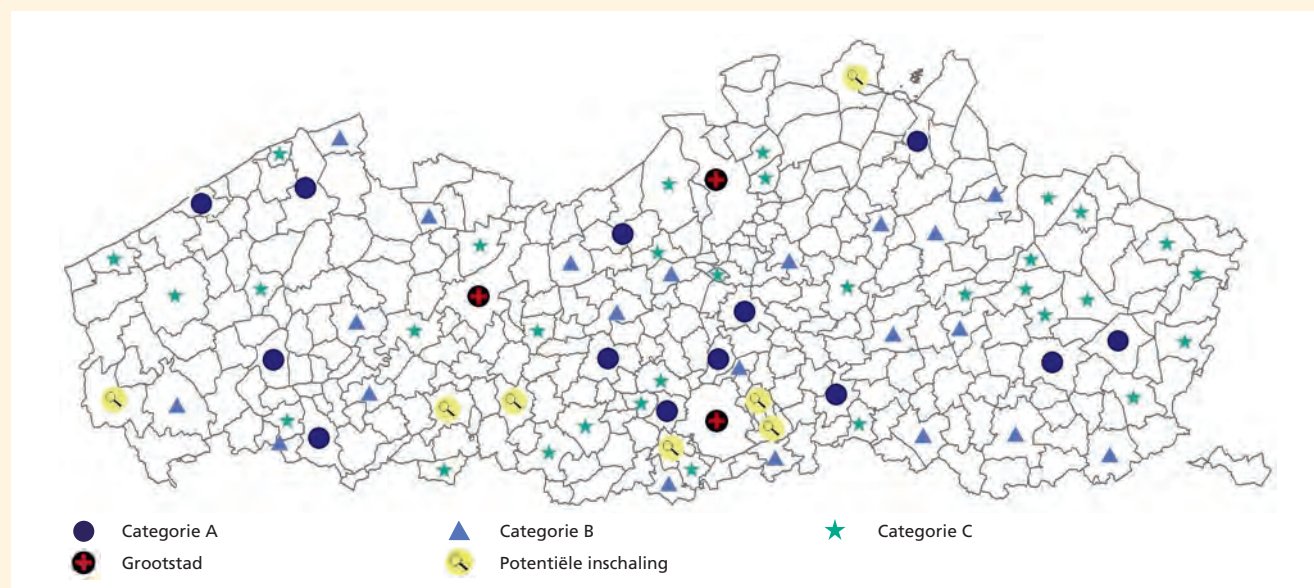 Categorie A
Categorie B
Categorie C
Grootstad
Potentiële inschaling